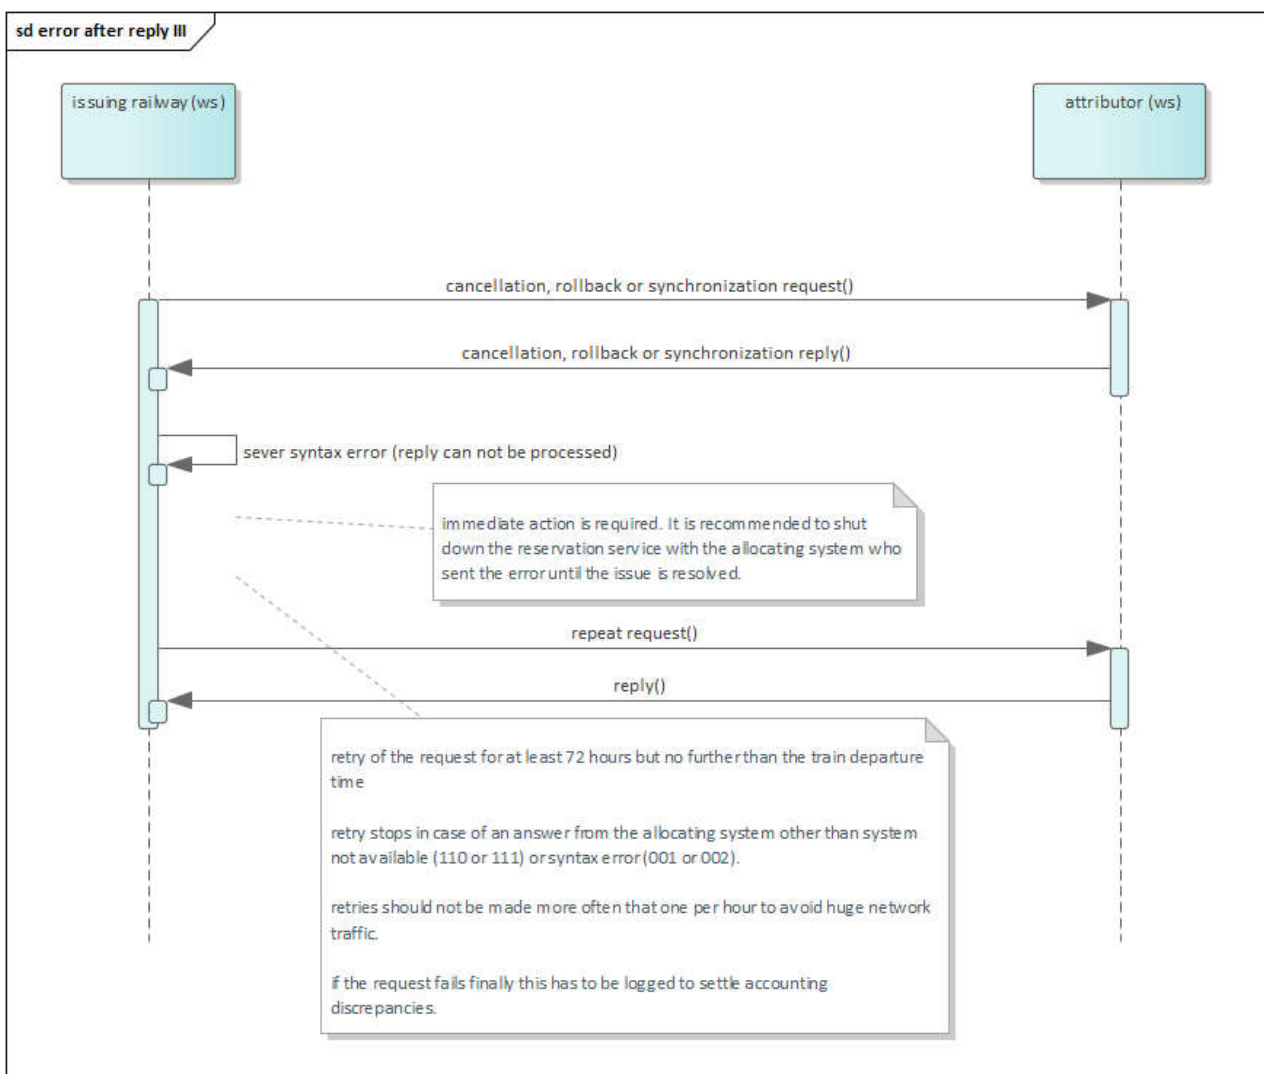 sd error after reply III
issuing railway (ws)
attributor (ws)
cancellation, rollback or synchronization request()
cancellation, rollback or synchronization reply()
sever syntax error (reply can not be processed)
immediate action is required. It is recommended to shut
down the reservation service with the allocating system who
sent the error until the issue is resolved.
repeat request()
reply()
retry of the request for at least 72 hours but no further than the train departure
time
retry stops in case of an answer from the allocating system other than system
not available (110 or 111) or syntax error (001 or 002).
retries should not be made more often that one per hour to avoid huge network
traffic.
if the request fails finally this has to be logged to settle accounting
discrepancies.